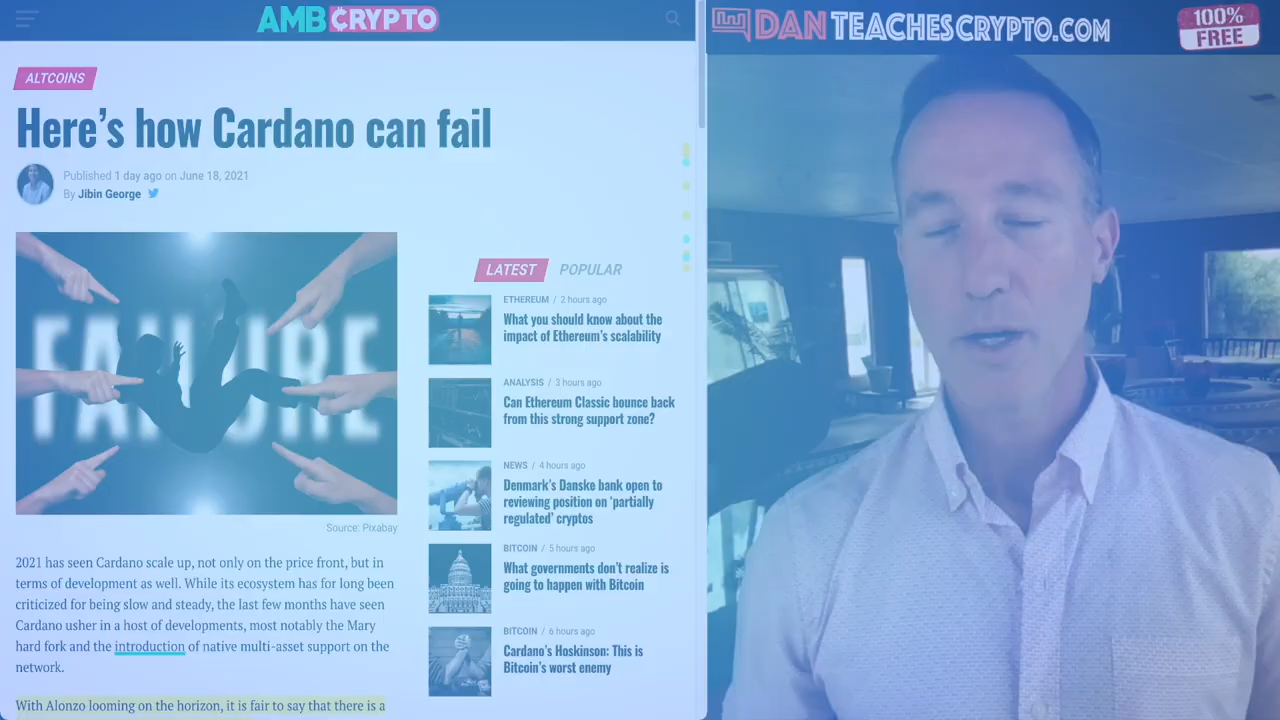 AMBCRYPTO
DANTEACHESCRYPTO.COM
100%
FREE
ALTCOINS
Here's how Cardano can fail
Published 1 day ago on June 18, 2021
By Jibin George
FAILURE
Source: Pixabay
2021 has seen Cardano scale up, not only on the price front, but in
terms of development as well. While its ecosystem has for long been
criticized for being slow and steady, the last few months have seen
Cardano usher in a host of developments, most notably the Mary
hard fork and the introduction of native multi-asset support on the
network.
With Alonzo looming on the horizon, it is fair to say that there is a
LATEST POPULAR
ETHEREUM / 2 hours ago
What you should know about the
impact of Ethereum's scalability
ANALYSIS / 3 hours ago
Can Ethereum Classic bounce back
from this strong support zone?
NEWS / 4 hours ago
Denmark's Danske bank open to
reviewing position on 'partially
regulated' cryptos
BITCOIN / 5 hours ago
What governments don't realize is
going to happen with Bitcoin
BITCOIN / 6 hours ago
Cardano's Hoskinson: This is
Bitcoin's worst enemy